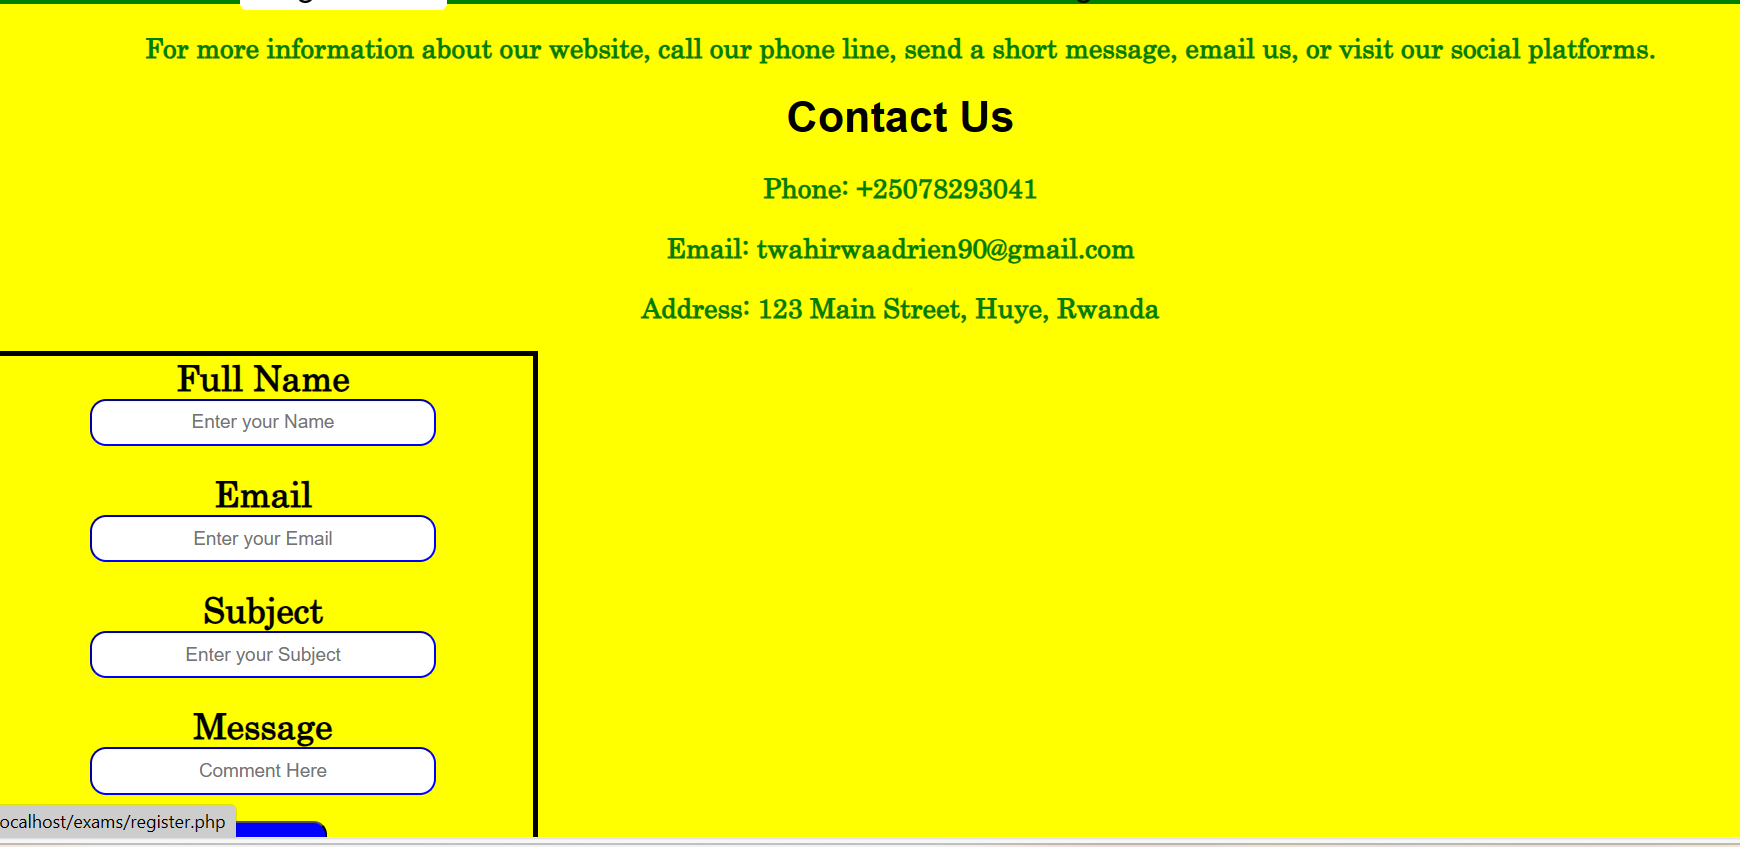 For more information about our website, call our phone line, send a short message, email us, or visit our social platforms.
Contact Us
Phone: +25078293041
Email: twahirwaadrien90@gmail.com
Address: 123 Main Street, Huye, Rwanda
Full Name
Enter your Name
Email
Enter your Email
Subject
Enter your Subject
Message
Comment Here
ocalhost/exams/register.php